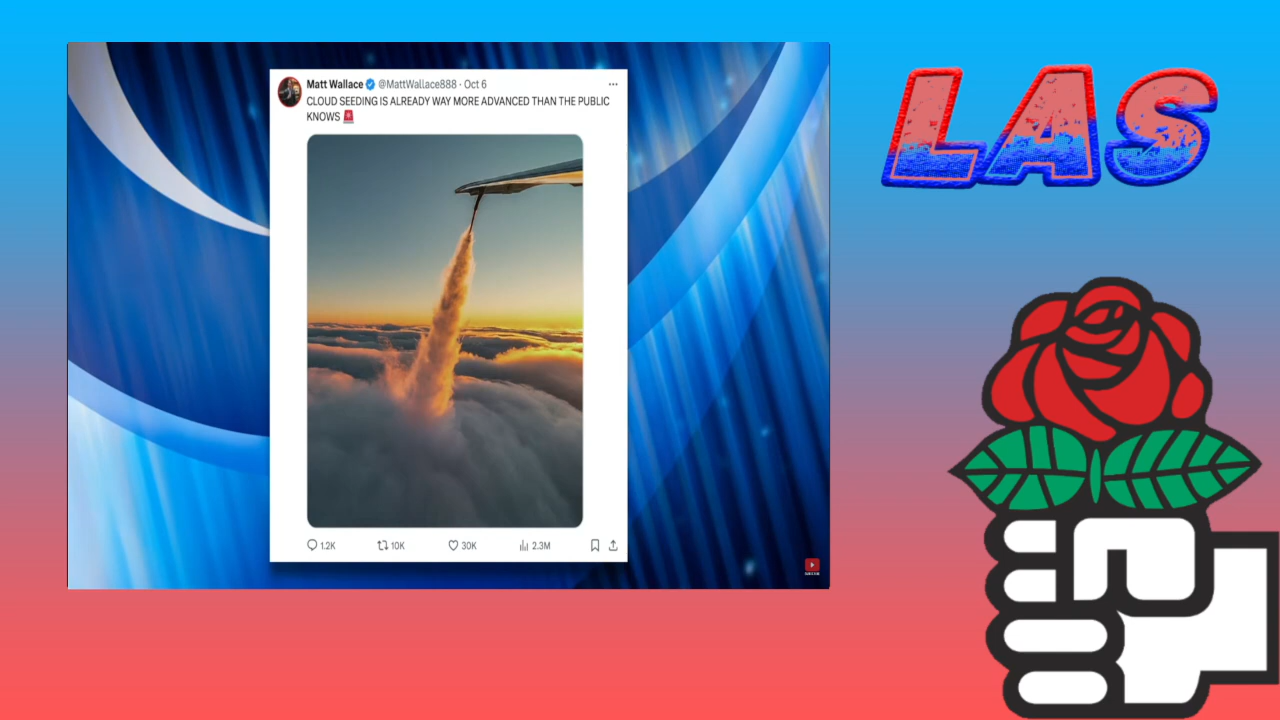 Matt Wallace @MattWallace888 · Oct 6
CLOUD SEEDING IS ALREADY WAY MORE ADVANCED THAN THE PUBLIC
KNOWS 🚨
1.2K 10K 30K 2.3M
LAS